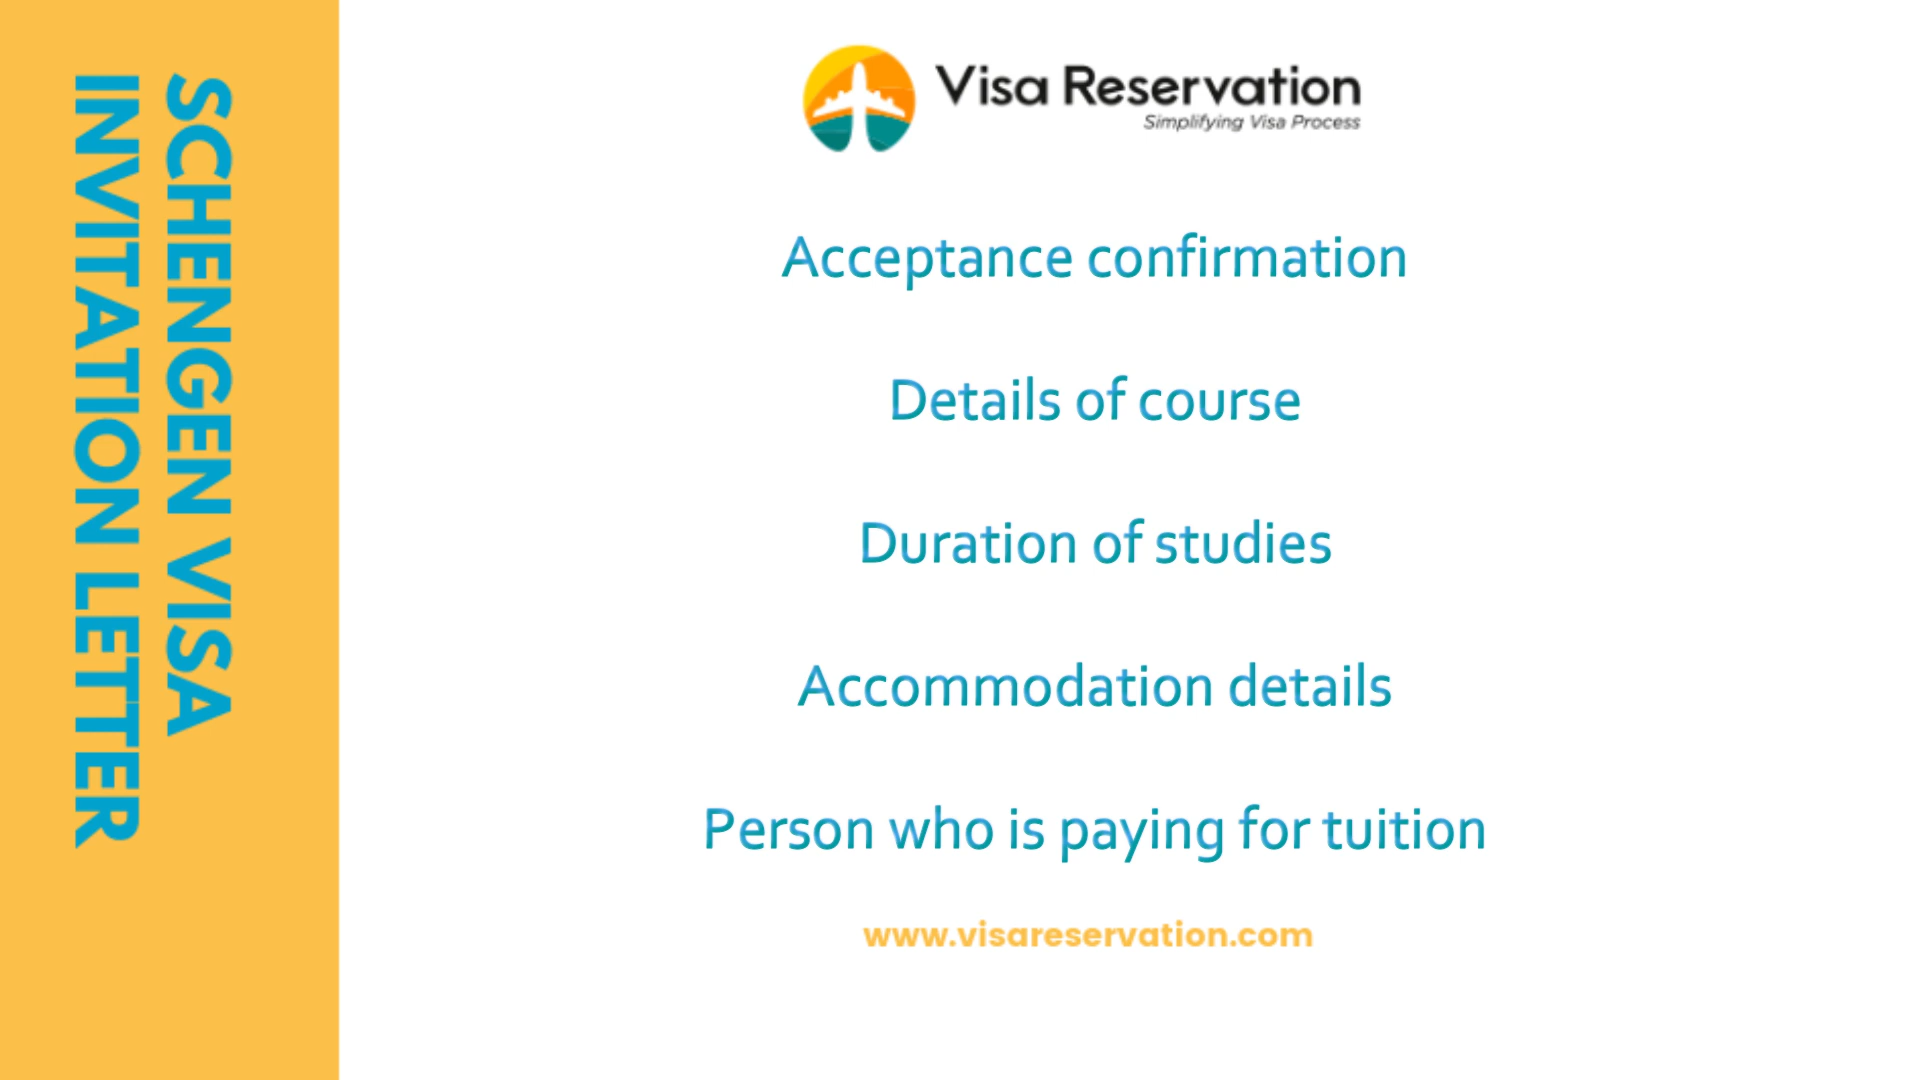 SCHENGEN VISA
INVITATION LETTER
Visa Reservation
Simplifying Visa Process
Acceptance confirmation
Details of course
Duration of studies
Accommodation details
Person who is paying for tuition
www.visareservation.com